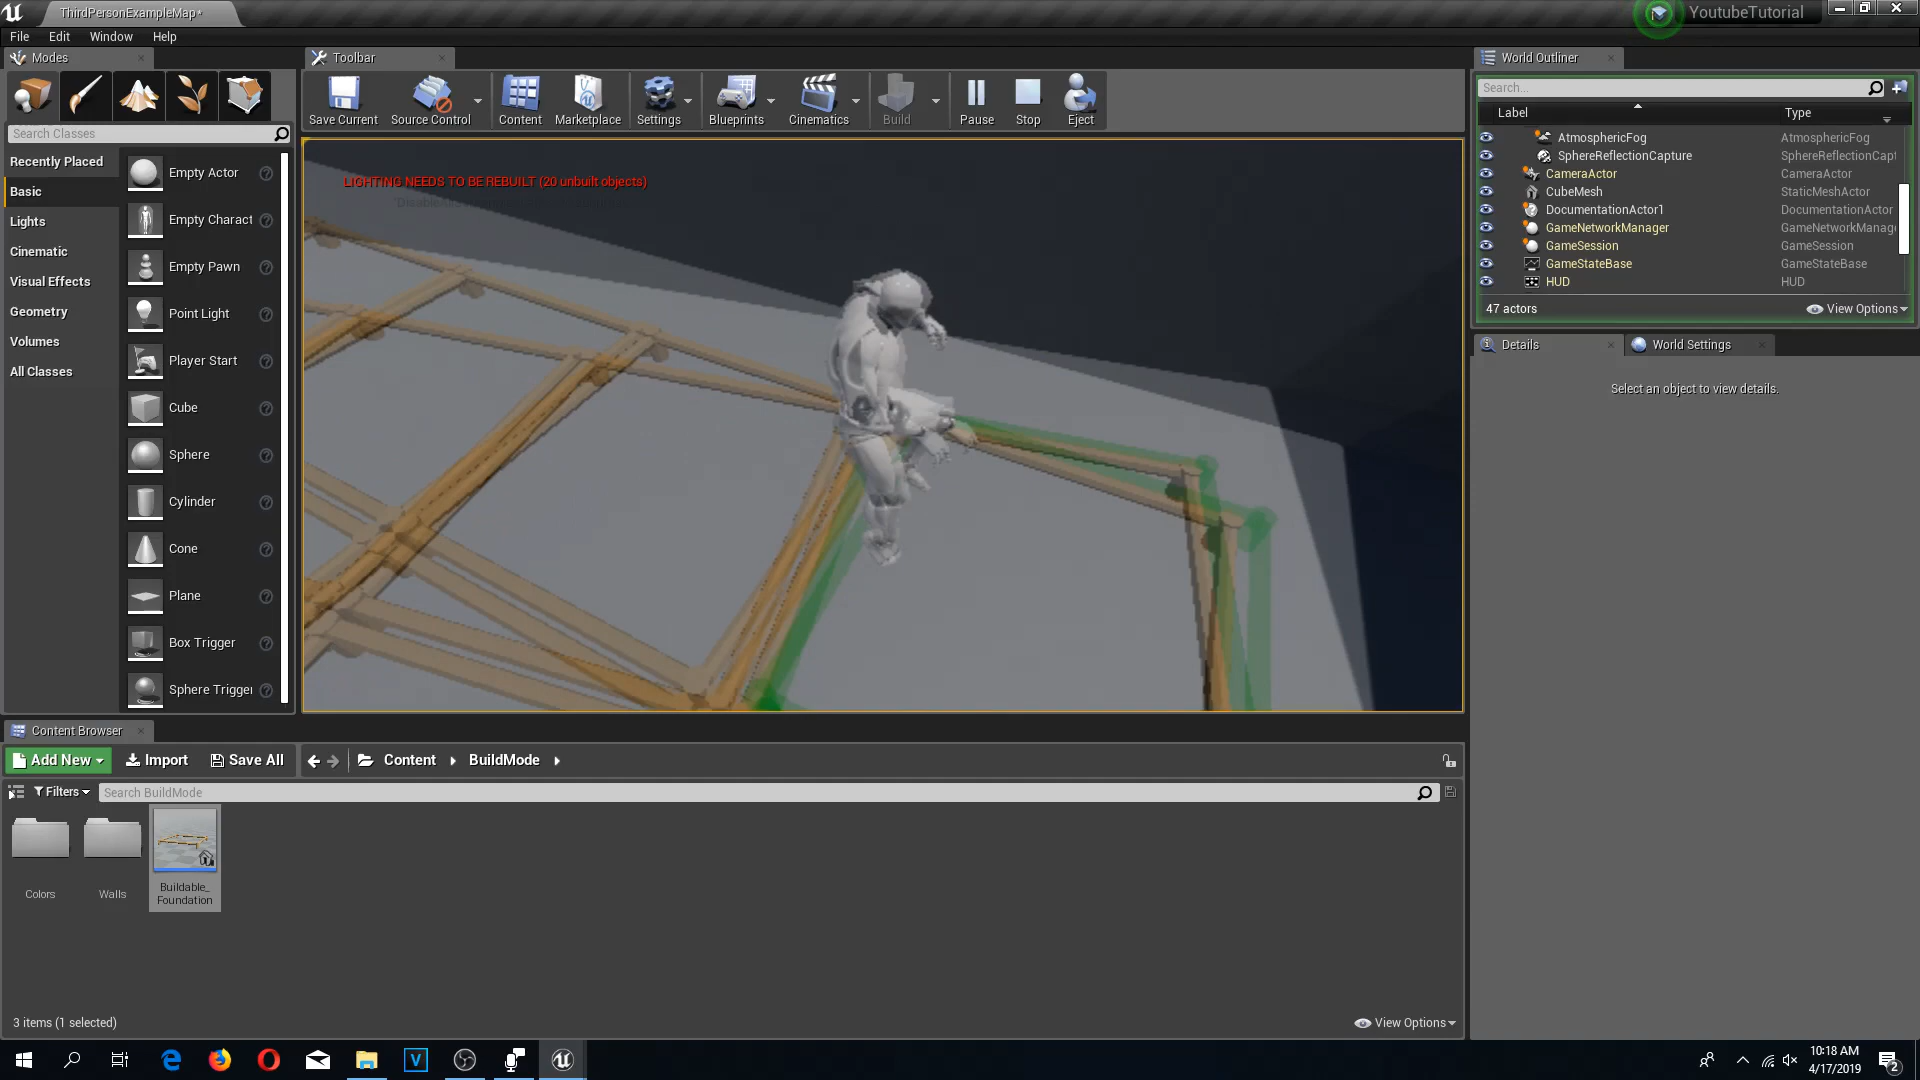 ThirdPersonExampleMap*
YoutubeTutorial
File Edit Window Help
Modes
Toolbar
World Outliner
Search Classes
Recently Placed
Basic
Lights
Cinematic
Visual Effects
Geometry
Volumes
All Classes
Empty Actor
Empty Charact
Empty Pawn
Point Light
Player Start
Cube
Sphere
Cylinder
Cone
Plane
Box Trigger
Sphere Trigger
Save Current Source Control Content Marketplace Settings Blueprints Cinematics Build Pause Stop Eject
LIGHTING NEEDS TO BE REBUILT (20 unbuilt objects)
Search...
Label Type
AtmosphericFog AtmosphericFog
SphereReflectionCapture SphereReflectionCapt
CameraActor CameraActor
CubeMesh StaticMeshActor
DocumentationActor1 DocumentationActor
GameNetworkManager GameNetworkManag
GameSession GameSession
GameStateBase GameStateBase
HUD HUD
47 actors View Options
Details World Settings
Select an object to view details.
Content Browser
Add New Import Save All Content BuildMode
Filters Search BuildMode
Colors
Walls
Buildable_
Foundation
3 items (1 selected) View Options
10:18 AM
4/17/2019
2